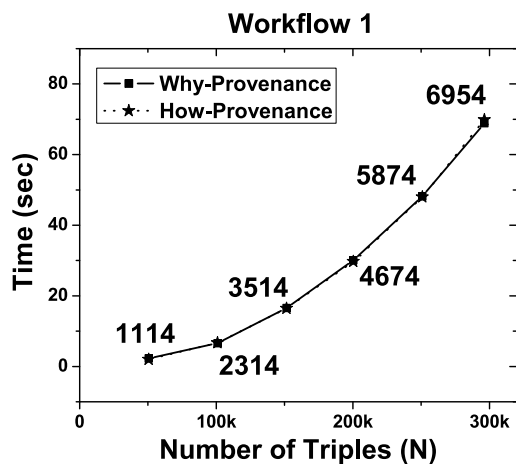 Workflow 1
80
60
40
20
0
Time (sec)
Why-Provenance
How-Provenance
6954
5874
4674
3514
2314
1114
0
100k
200k
300k
Number of Triples (N)